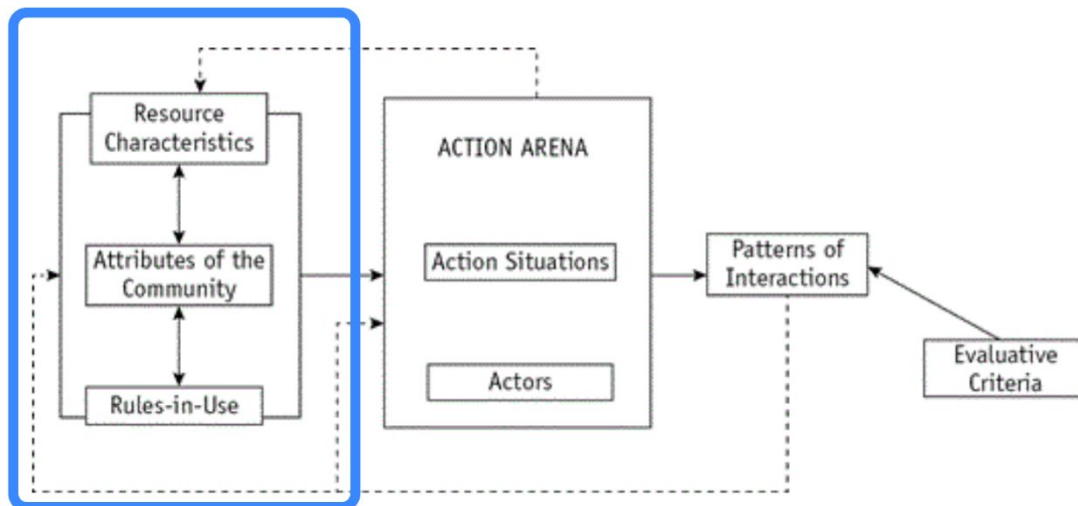 Resource
Characteristics
Attributes of the
Community
Rules-in-Use
ACTION ARENA
Action Situations
Actors
Patterns of
Interactions
Evaluative
Criteria